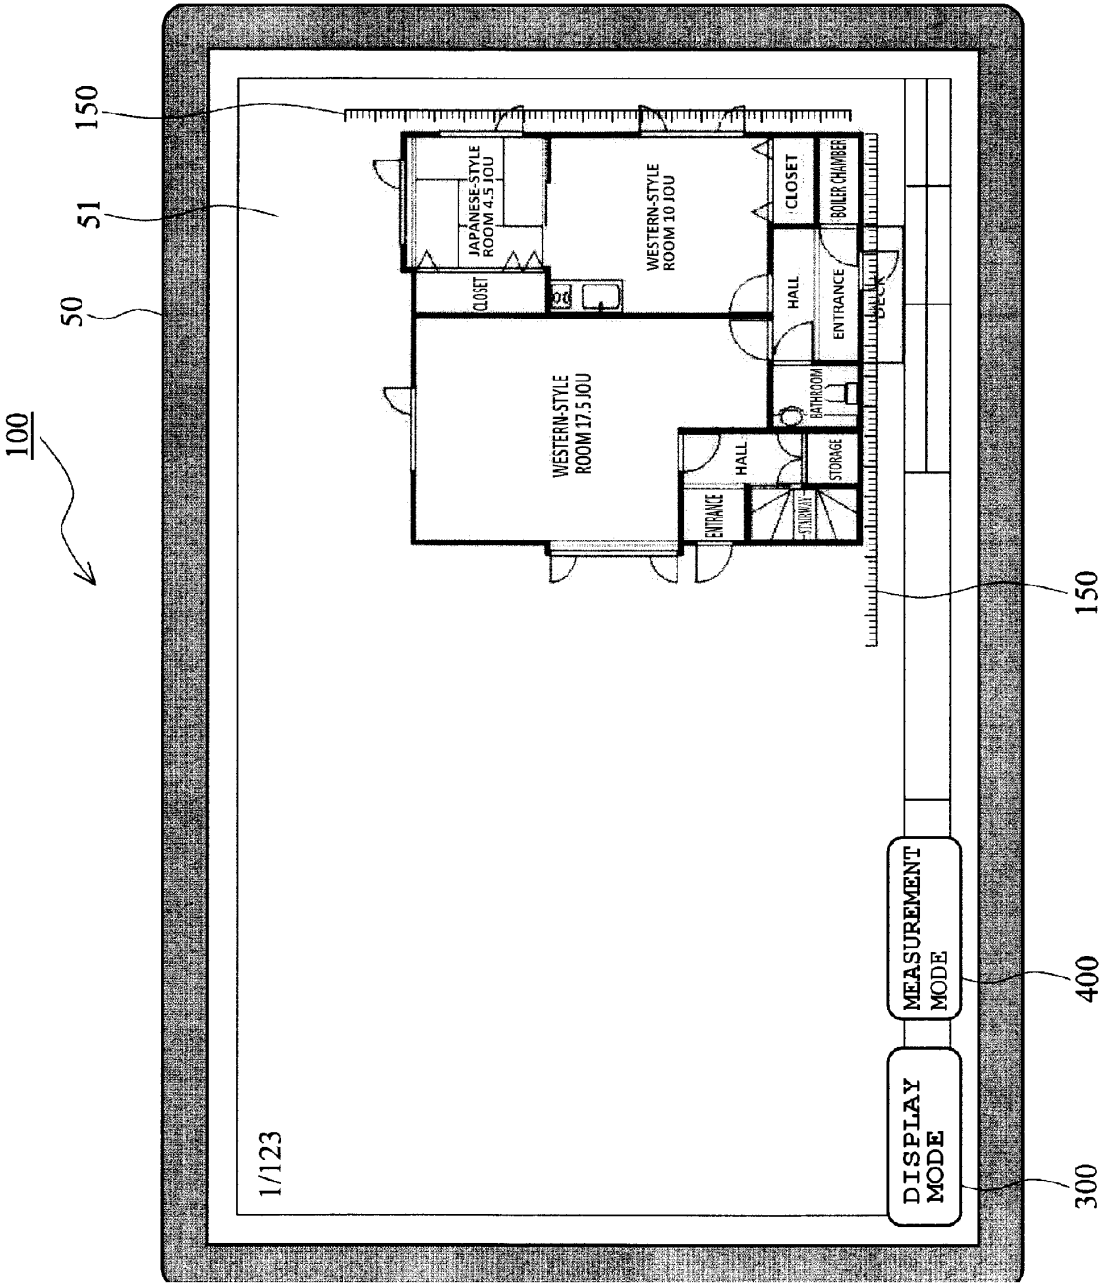 100
50
51
150
1/123
CLOSET
JAPANESE-STYLE
ROOM 4.5 JOU
WESTERN-STYLE
ROOM 17.5 JOU
WESTERN-STYLE
ROOM 10 JOU
ENTRANCE
HALL
HALL
CLOSET
STAIRWAY
BATHROOM
STORAGE
ENTRANCE
BOILER CHAMBER
DECK
DISPLAY
MODE
MEASUREMENT
MODE
300
400
150